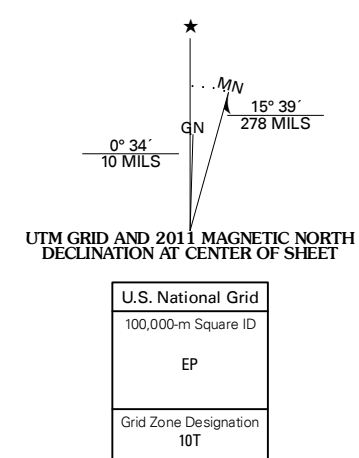 ★
MN
GN
15° 39´
278 MILS
0° 34´
10 MILS
UTM GRID AND 2011 MAGNETIC NORTH
DECLINATION AT CENTER OF SHEET
U.S. National Grid
100,000-m Square ID
EP
Grid Zone Designation
10T